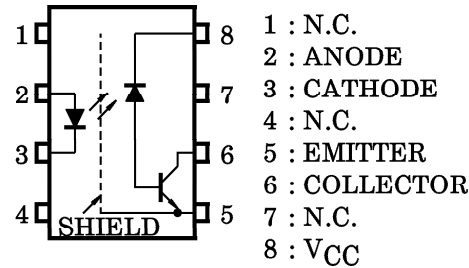 1
2
3
4
8
7
6
5
SHIELD
1 : N.C.
2 : ANODE
3 : CATHODE
4 : N.C.
5 : EMITTER
6 : COLLECTOR
7 : N.C.
8 : VCC